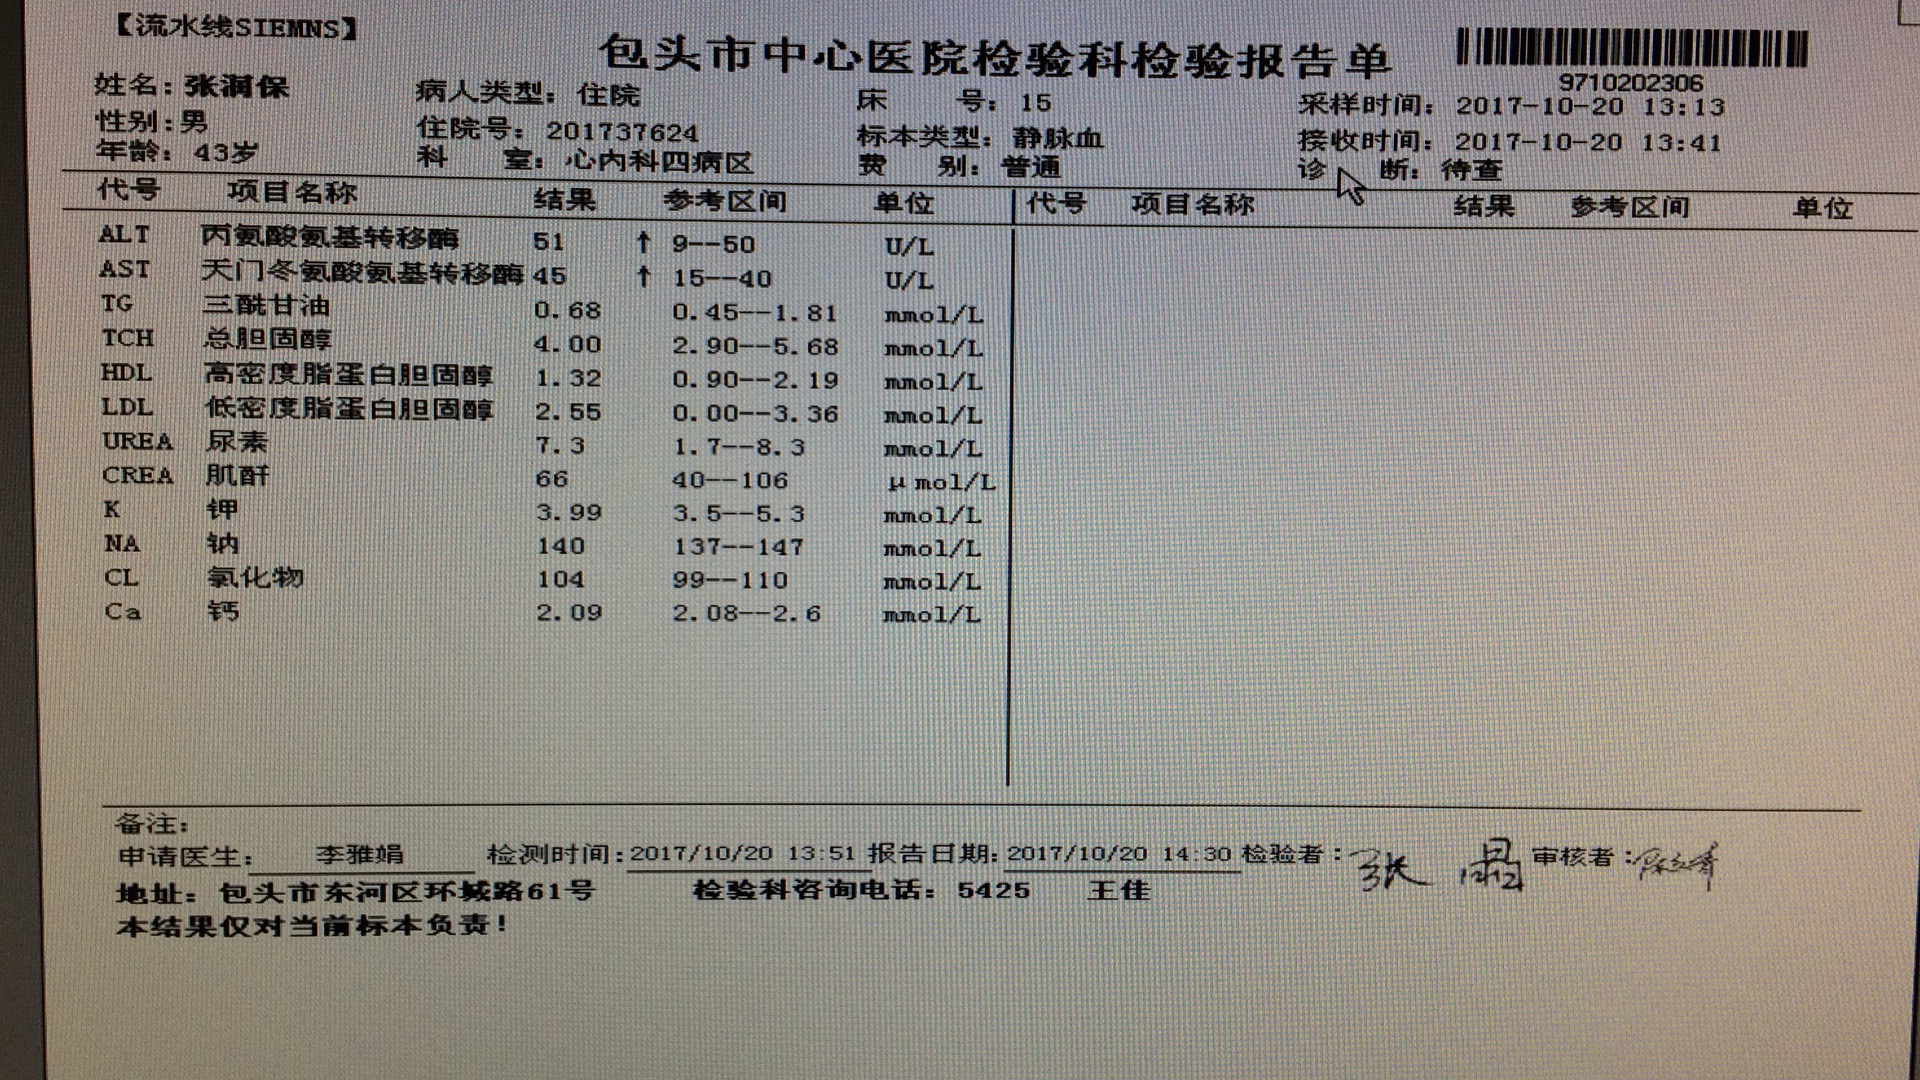 【流水线SIEMNS】
包头市中心医院检验科检验报告单
9710202306
姓名：张润保 病人类型：住院 床 号：15 采样时间：2017-10-20 13:13
性别：男 住院号：201737624 标本类型：静脉血 接收时间：2017-10-20 13:41
年龄：43岁 科 室：心内科四病区 费 别：普通 诊 断：待查
代号 项目名称 结果 参考区间 单位 代号 项目名称 结果 参考区间 单位
ALT 丙氨酸氨基转移酶 51 ↑ 9--50 U/L
AST 天门冬氨酸氨基转移酶 45 ↑ 15--40 U/L
TG 三酰甘油 0.68 0.45--1.81 mmol/L
TCH 总胆固醇 4.00 2.90--5.68 mmol/L
HDL 高密度脂蛋白胆固醇 1.32 0.90--2.19 mmol/L
LDL 低密度脂蛋白胆固醇 2.55 0.00--3.36 mmol/L
UREA 尿素 7.3 1.7--8.3 mmol/L
CREA 肌酐 66 40--106 μmol/L
K 钾 3.99 3.5--5.3 mmol/L
NA 钠 140 137--147 mmol/L
CL 氯化物 104 99--110 mmol/L
Ca 钙 2.09 2.08--2.6 mmol/L
备注：
申请医生： 李雅娟 检测时间：2017/10/20 13:51 报告日期：2017/10/20 14:30 检验者：张 审核者：
地址：包头市东河区环城路61号 检验科咨询电话：5425 王佳
本结果仅对当前标本负责！